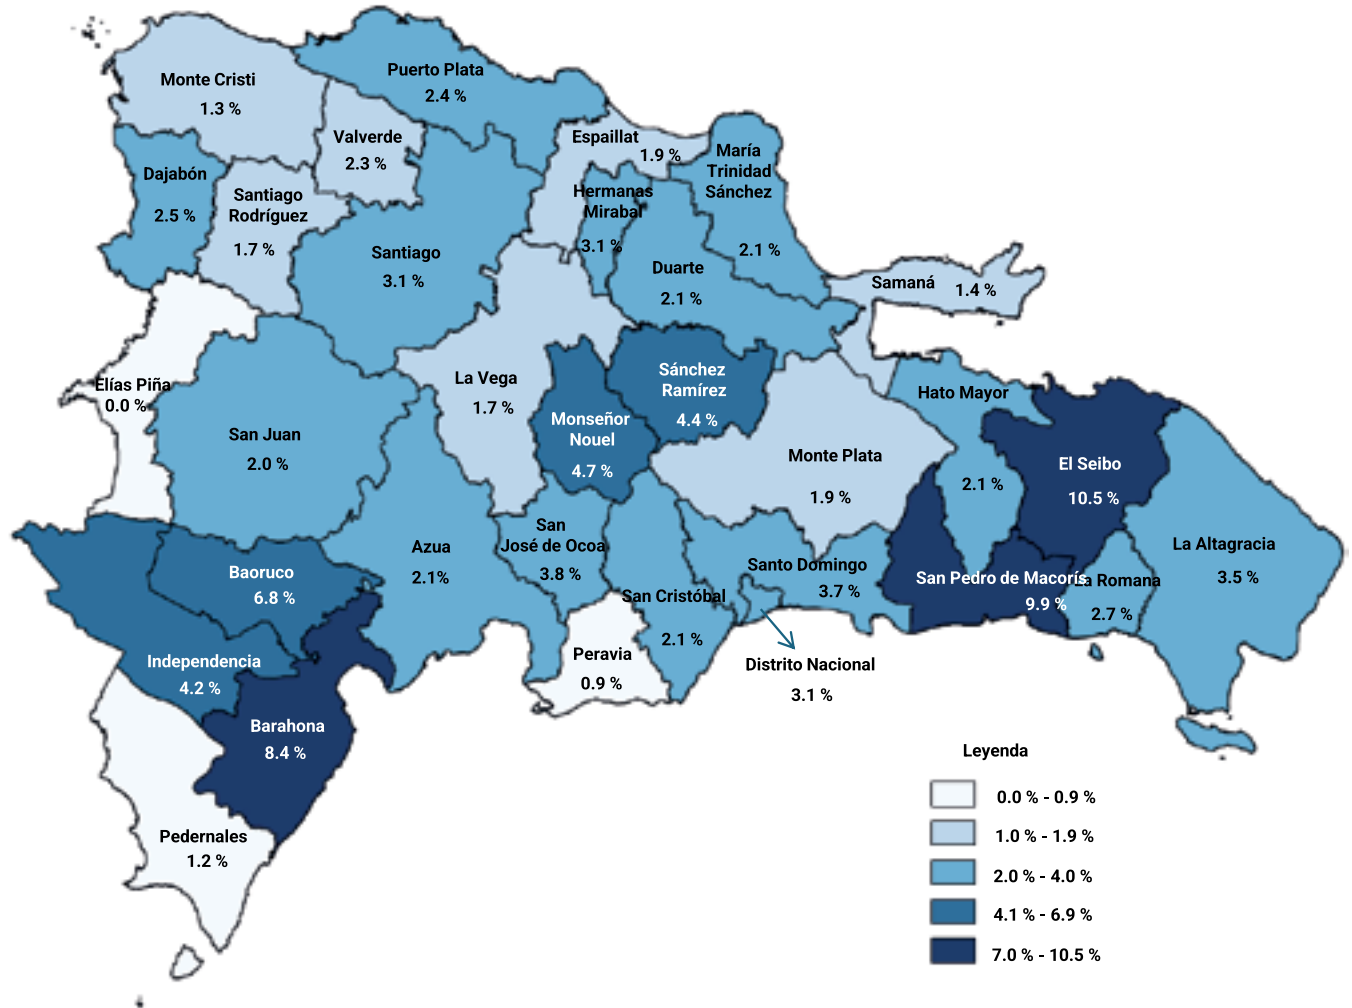 Monte Cristi
1.3 %
Puerto Plata
2.4 %
Valverde
2.3 %
Espaillat
1.9 %
María
Trinidad
Sánchez
2.1 %
Dajabón
2.5 %
Santiago
Rodríguez
1.7 %
Hermanas
Mirabal
3.1 %
Santiago
3.1 %
Duarte
2.1 %
Samaná
1.4 %
Elías Piña
0.0 %
La Vega
1.7 %
Sánchez
Ramírez
4.4 %
Hato Mayor
2.1 %
San Juan
2.0 %
Monseñor
Nouel
4.7 %
Monte Plata
1.9 %
El Seibo
10.5 %
Azua
2.1%
San
José de Ocoa
3.8 %
La Altagracia
3.5 %
Baoruco
6.8 %
San Cristóbal
2.1 %
Santo Domingo
3.7 %
San Pedro de Macorís
9.9 %
La Romana
2.7 %
Independencia
4.2 %
Peravia
0.9 %
Distrito Nacional
3.1 %
Barahona
8.4 %
Pedernales
1.2 %
Leyenda
0.0 % - 0.9 %
1.0 % - 1.9 %
2.0 % - 4.0 %
4.1 % - 6.9 %
7.0 % - 10.5 %